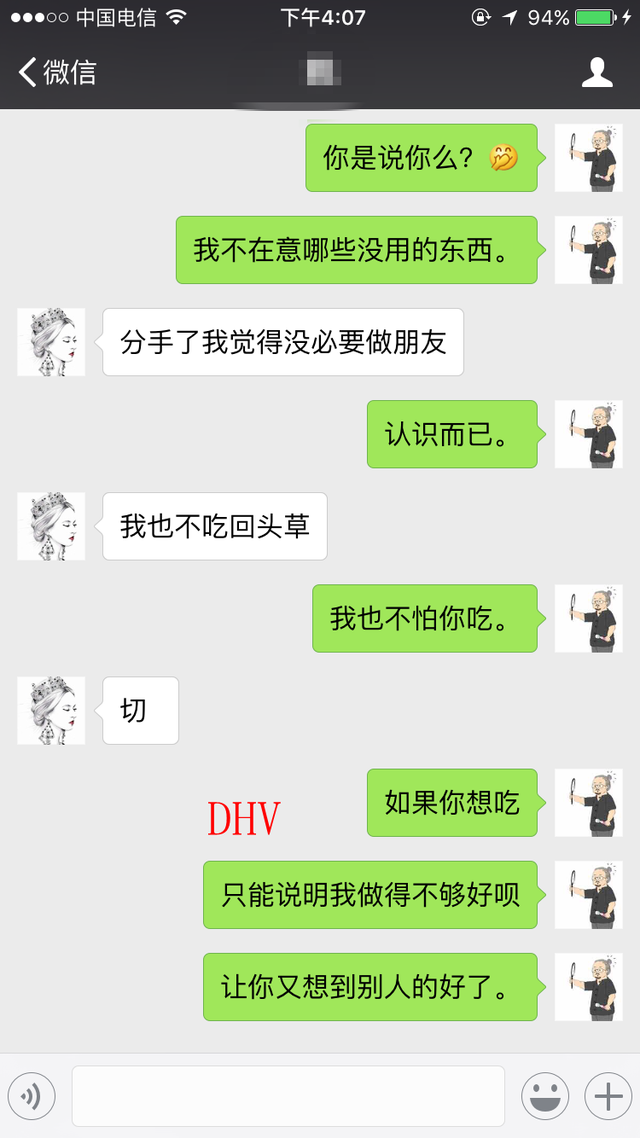 中国电信 下午4:07 94%
微信
你是说你么？🤭
我不在意哪些没用的东西。
分手了我觉得没必要做朋友
认识而已。
我也不吃回头草
我也不怕你吃。
切
如果你想吃
DHV
只能说明我做得不够好呗
让你又想到别人的好了。